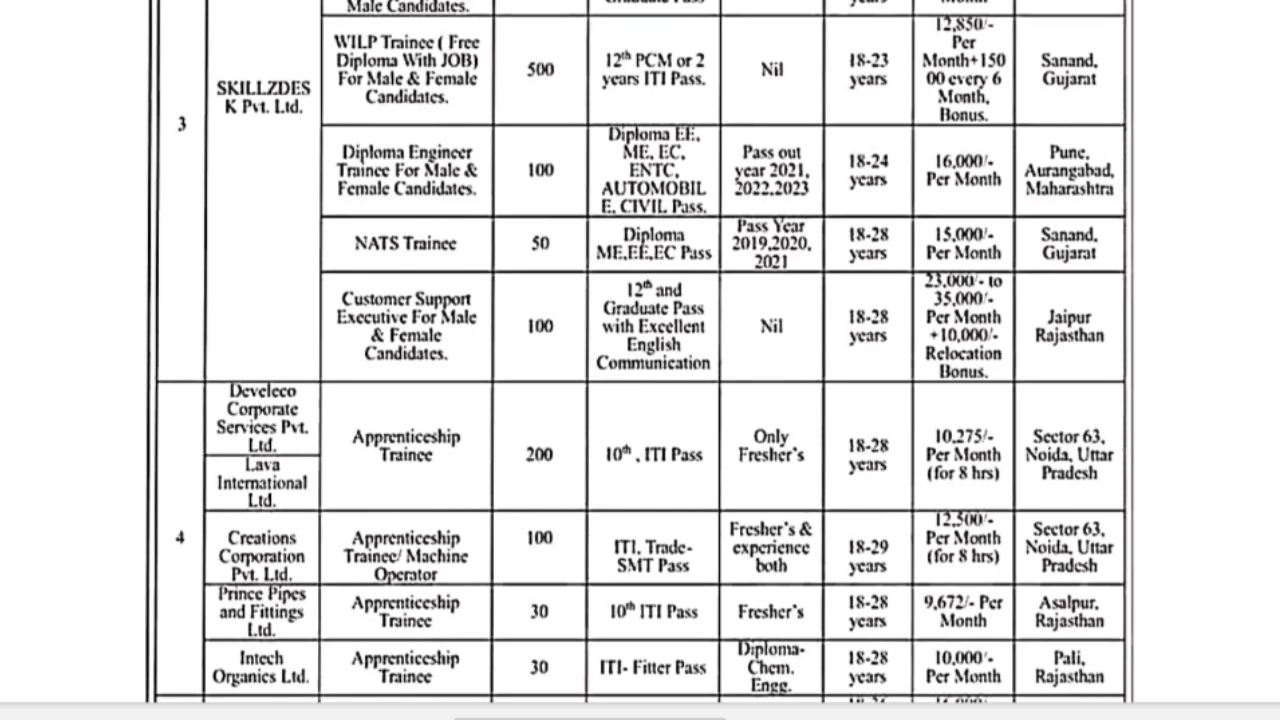 Male Candidates.
3
SKILLZDES
K Pvt. Ltd.
WILP Trainee ( Free
Diploma With JOB)
For Male & Female
Candidates.
500
12th PCM or 2
years ITI Pass.
Nil
18-23
years
12,850/-
Per
Month+150
00 every 6
Month,
Bonus.
Sanand,
Gujarat
Diploma Engineer
Trainee For Male &
Female Candidates.
100
Diploma EE,
ME, EC,
ENTC,
AUTOMOBIL
E, CIVIL Pass.
Pass out
year 2021,
2022,2023
18-24
years
16,000/-
Per Month
Pune,
Aurangabad,
Maharashtra
NATS Trainee
50
Diploma
ME,EE,EC Pass
Pass Year
2019,2020,
2021
18-28
years
15,000/-
Per Month
Sanand,
Gujarat
Customer Support
Executive For Male
& Female
Candidates.
100
12th and
Graduate Pass
with Excellent
English
Communication
Nil
18-28
years
23,000/- to
35,000/-
Per Month
+10,000/-
Relocation
Bonus.
Jaipur
Rajasthan
4
Develeco
Corporate
Services Pvt.
Ltd.
Lava
International
Ltd.
Apprenticeship
Trainee
200
10th , ITI Pass
Only
Fresher's
18-28
years
10,275/-
Per Month
(for 8 hrs)
Sector 63,
Noida, Uttar
Pradesh
Creations
Corporation
Pvt. Ltd.
Apprenticeship
Trainee/ Machine
Operator
100
ITI, Trade-
SMT Pass
Fresher's &
experience
both
18-29
years
12,500/-
Per Month
(for 8 hrs)
Sector 63,
Noida, Uttar
Pradesh
Prince Pipes
and Fittings
Ltd.
Apprenticeship
Trainee
30
10th ITI Pass
Fresher's
18-28
years
9,672/- Per
Month
Asalpur,
Rajasthan
Intech
Organics Ltd.
Apprenticeship
Trainee
30
ITI- Fitter Pass
Diploma-
Chem.
Engg.
18-28
years
10,000/-
Per Month
Pali,
Rajasthan